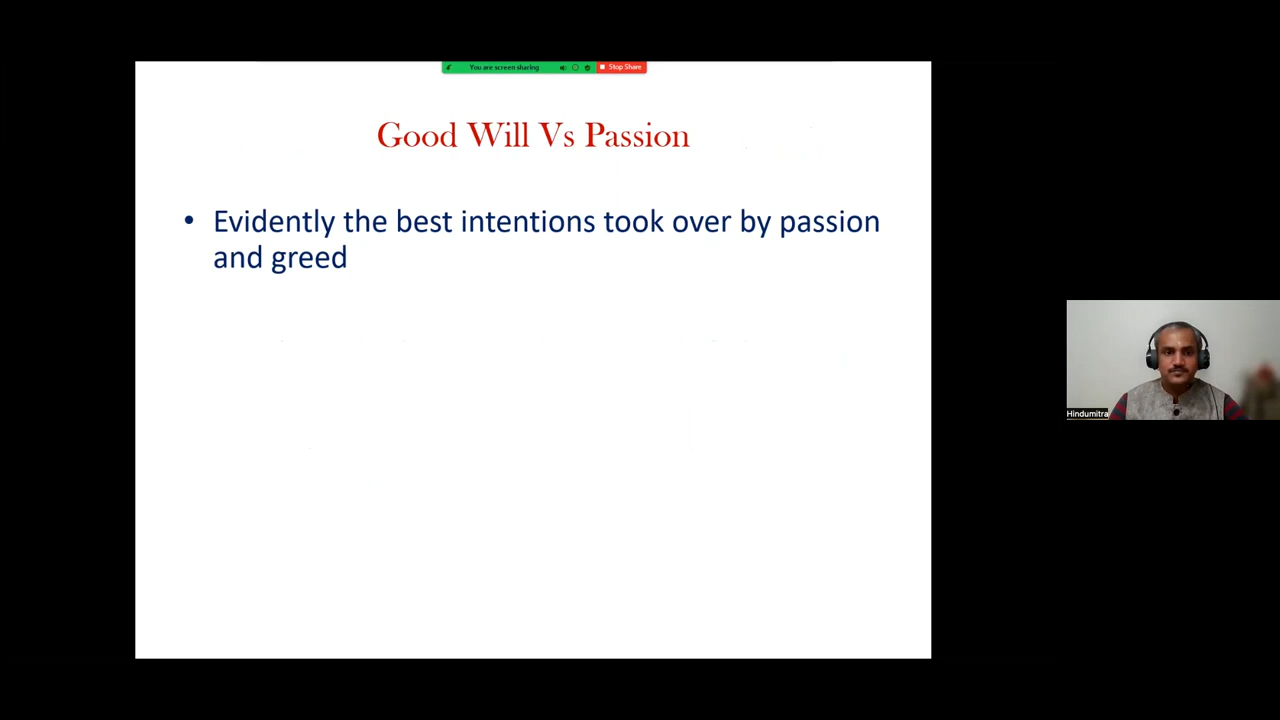 You are screen sharing
Stop Share
Good Will Vs Passion
• Evidently the best intentions took over by passion
and greed
Hindumitra